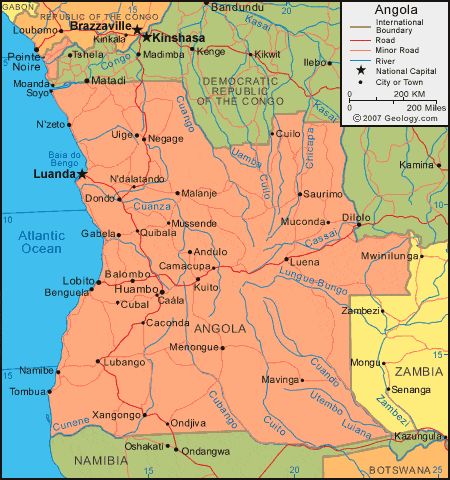 GABON
REPUBLIC OF THE CONGO
Bandundu
Kasai
Brazzaville
Loubomo
Kinkala
Kinshasa
Pointe-
Noire
Tshela
Congo
Madimba
Kenge
Kikwit
Ilebo
Moanda
Soyo
Matadi
DEMOCRATIC
REPUBLIC
OF THE CONGO
Kasai
Cuango
N'zeto
Uige
Negage
Cuilo
Chicapa
Baia do
Bengo
Uamba
Cuilo
Kamina
Luanda
N'dalatando
Malanje
Saurimo
Dondo
Cuanza
10
10
Mussende
Muconda
Dilolo
Gabela
Quibala
Cassai
Atlantic
Ocean
Andulo
Luena
Mwinilunga
Camacupa
Lungue-Bungo
Lobito
Balombo
Kuito
Benguela
Huambo
Caála
Cubal
Zambezi
Caconda
ANGOLA
Menongue
15
Lubango
Cuando
Mongu
ZAMBIA
15
Namibe
Mavinga
Senanga
Tombua
Utembo
Zambezi
Xangongo
Cubango
Luiana
Cunene
Ondjiva
Cuito
Kazungula
Oshakati
Ondangwa
NAMIBIA
15
20
BOTSWANA
15
20
Angola
International
Boundary
Road
Minor Road
River
National Capital
City or Town
0
200 KM
0
200 Miles
© 2007 Geology.com